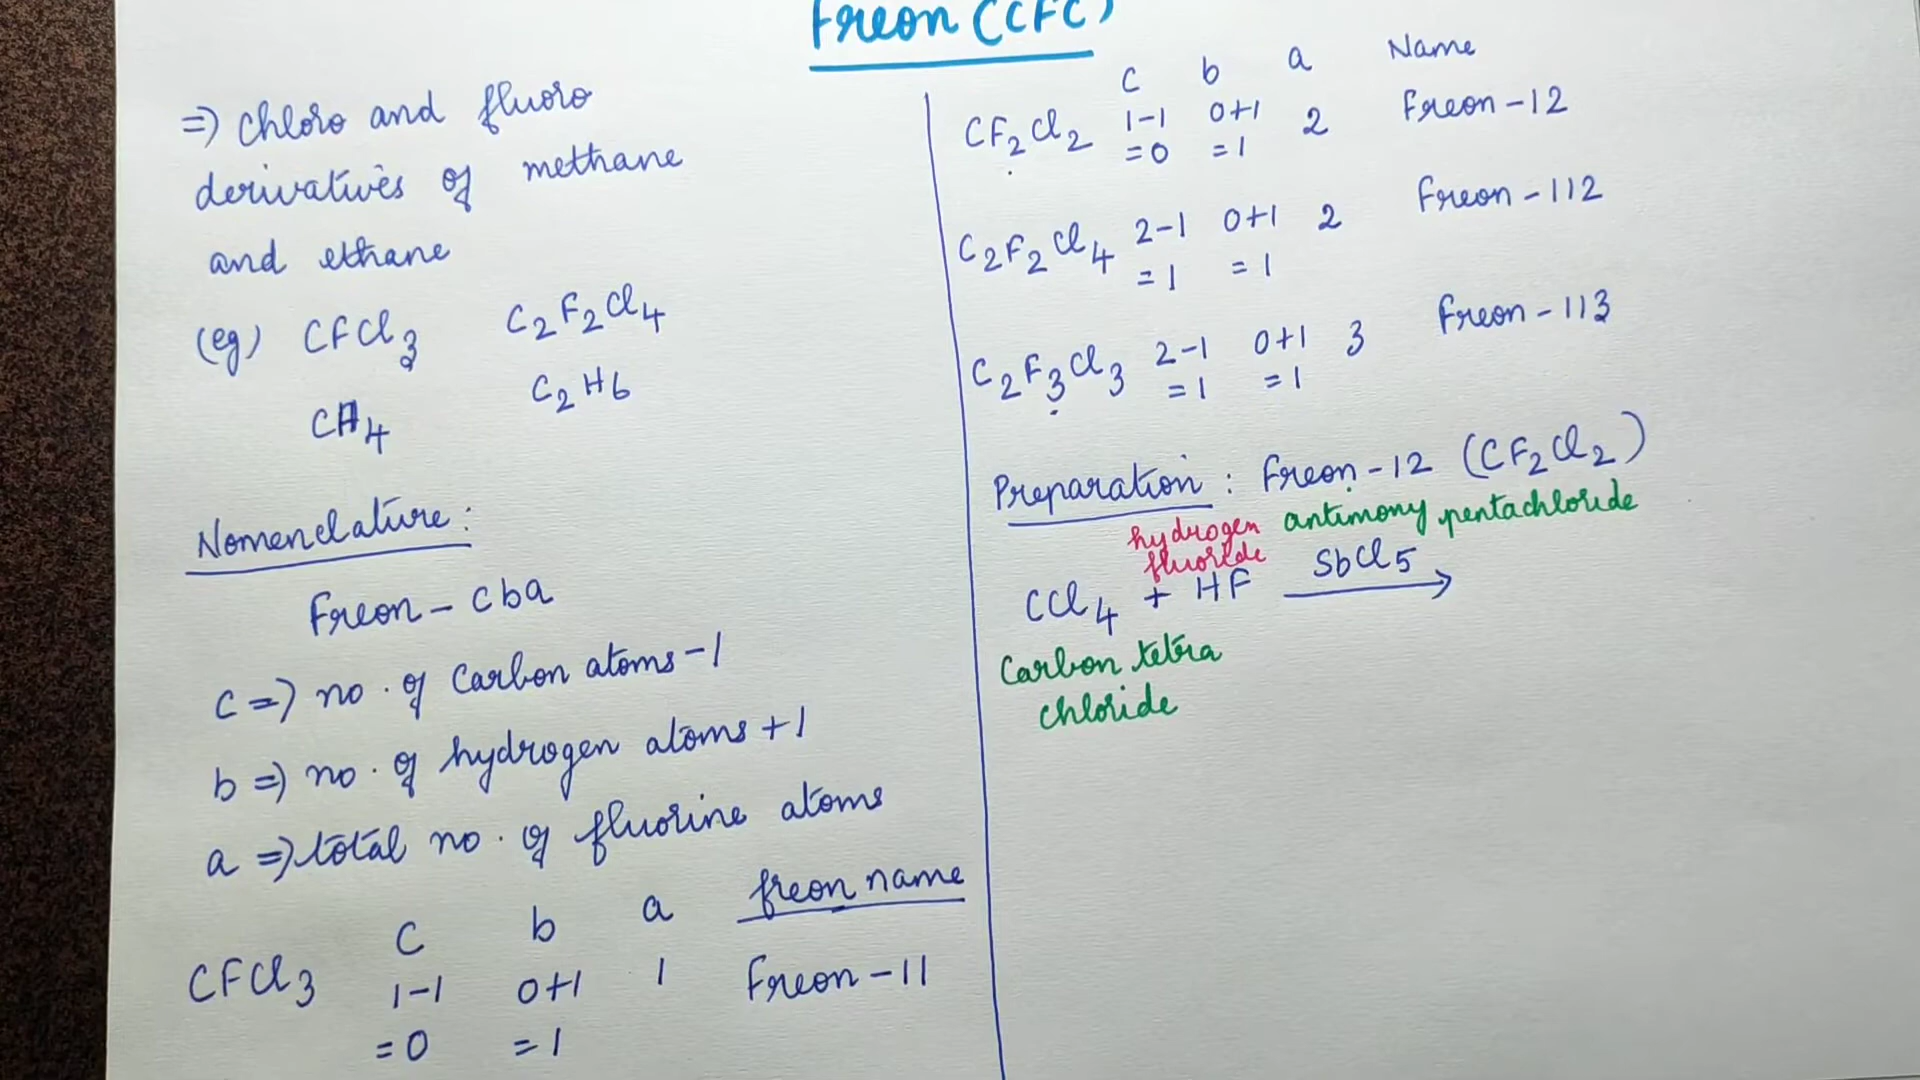 Freon (CFC)
=> Chloro and fluoro
derivatives of methane
and ethane
(eg) CFCl3 C2F2Cl4
CH4 C2H6
Nomenclature:
Freon - cba
c => no. of carbon atoms - 1
b => no. of hydrogen atoms + 1
a => total no. of fluorine atoms
c b a freon name
CFCl3 1-1 0+1 1 Freon - 11
=0 =1
c b a Name
CF2Cl2 1-1 0+1 2 Freon - 12
=0 =1
C2F2Cl4 2-1 0+1 2 Freon - 112
=1 =1
C2F3Cl3 2-1 0+1 3 Freon - 113
=1 =1
Preparation: Freon - 12 (CF2Cl2)
hydrogen antimony pentachloride
fluoride SbCl5
CCl4 + HF ⟶
Carbon tetra
chloride